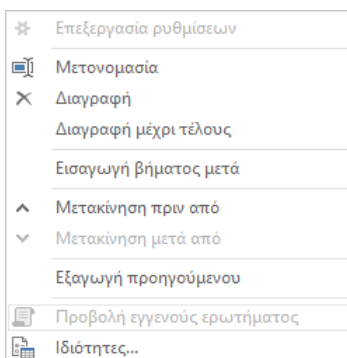 Επεξεργασία ρυθμίσεων
Μετονομασία
Διαγραφή
Διαγραφή μέχρι τέλους
Εισαγωγή βήματος μετά
Μετακίνηση πριν από
Μετακίνηση μετά από
Εξαγωγή προηγούμενου
Προβολή εγγενούς ερωτήματος
Ιδιότητες...